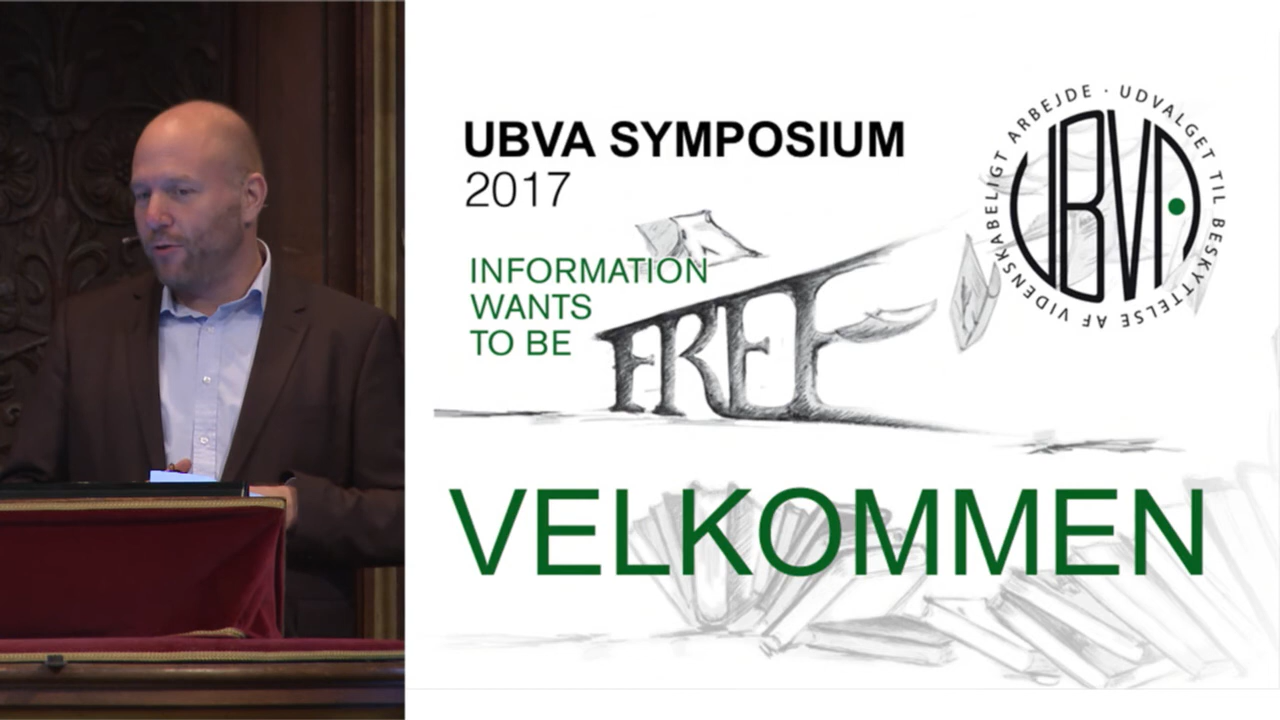 UBVA SYMPOSIUM
2017
INFORMATION
WANTS
TO BE
FREE
VELKOMMEN
UBVA
UDVALGET TIL BESKYTTELSE AF VIDENSKABELIGT ARBEJDE ·